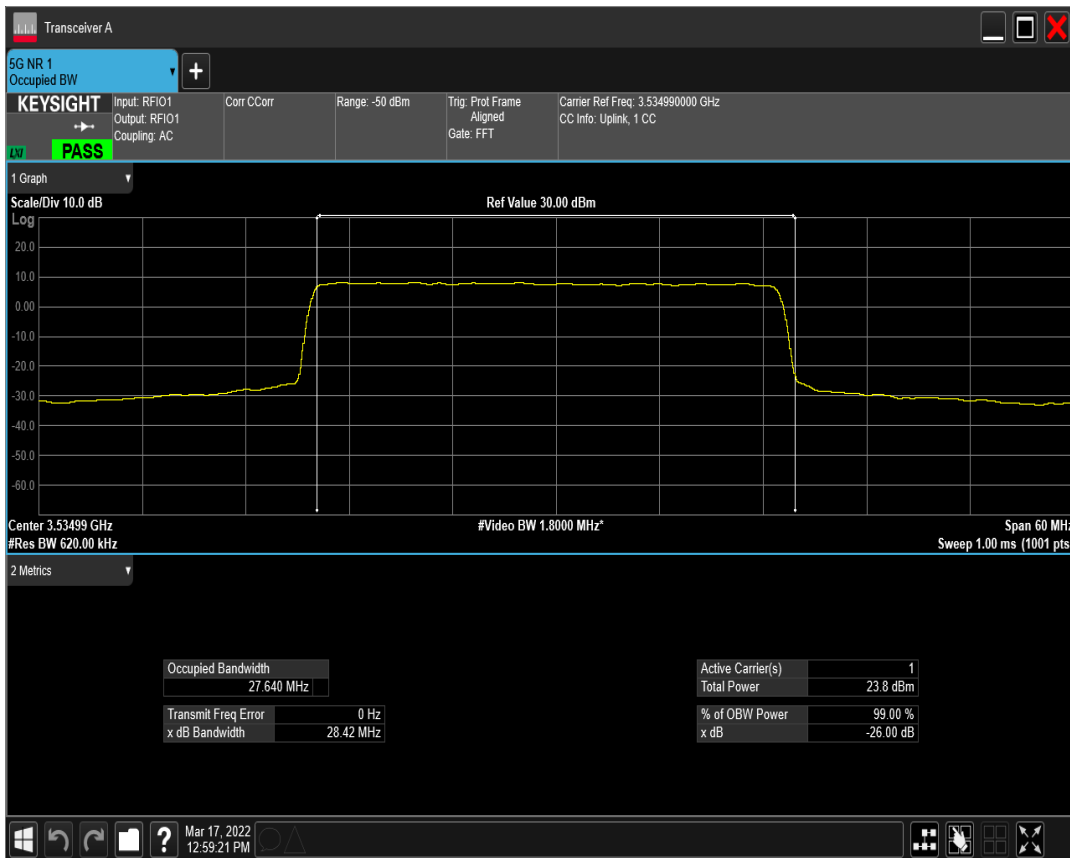 Transceiver A
5G NR 1
Occupied BW
KEYSIGHT
LXI
PASS
Input: RFIO1
Output: RFIO1
Coupling: AC
Corr CCorr
Range: -50 dBm
Trig: Prot Frame
Aligned
Gate: FFT
Carrier Ref Freq: 3.534990000 GHz
CC Info: Uplink, 1 CC
1 Graph
Scale/Div 10.0 dB
Ref Value 30.00 dBm
Log
20.0
10.0
0.00
-10.0
-20.0
-30.0
-40.0
-50.0
-60.0
Center 3.53499 GHz
#Video BW 1.8000 MHz*
Span 60 MHz
#Res BW 620.00 kHz
Sweep 1.00 ms (1001 pts
2 Metrics
Occupied Bandwidth
27.640 MHz
Transmit Freq Error 0 Hz
x dB Bandwidth 28.42 MHz
Active Carrier(s) 1
Total Power 23.8 dBm
% of OBW Power 99.00 %
x dB -26.00 dB
?
Mar 17, 2022
12:59:21 PM